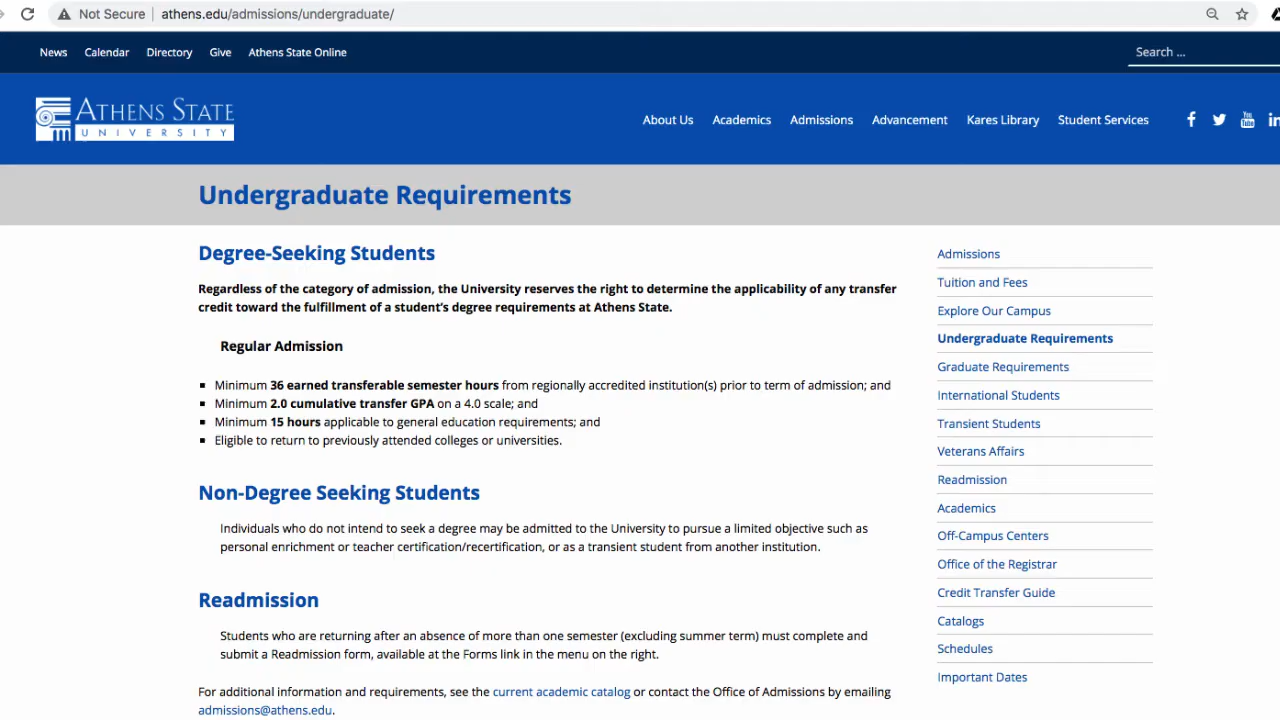 Not Secure | athens.edu/admissions/undergraduate/
News Calendar Directory Give Athens State Online Search ...
ATHENS STATE
UNIVERSITY
About Us Academics Admissions Advancement Kares Library Student Services
Undergraduate Requirements
Degree-Seeking Students
Regardless of the category of admission, the University reserves the right to determine the applicability of any transfer
credit toward the fulfillment of a student's degree requirements at Athens State.
Regular Admission
Minimum 36 earned transferable semester hours from regionally accredited institution(s) prior to term of admission; and
Minimum 2.0 cumulative transfer GPA on a 4.0 scale; and
Minimum 15 hours applicable to general education requirements; and
Eligible to return to previously attended colleges or universities.
Non-Degree Seeking Students
Individuals who do not intend to seek a degree may be admitted to the University to pursue a limited objective such as
personal enrichment or teacher certification/recertification, or as a transient student from another institution.
Readmission
Students who are returning after an absence of more than one semester (excluding summer term) must complete and
submit a Readmission form, available at the Forms link in the menu on the right.
For additional information and requirements, see the current academic catalog or contact the Office of Admissions by emailing
admissions@athens.edu.
Admissions
Tuition and Fees
Explore Our Campus
Undergraduate Requirements
Graduate Requirements
International Students
Transient Students
Veterans Affairs
Readmission
Academics
Off-Campus Centers
Office of the Registrar
Credit Transfer Guide
Catalogs
Schedules
Important Dates